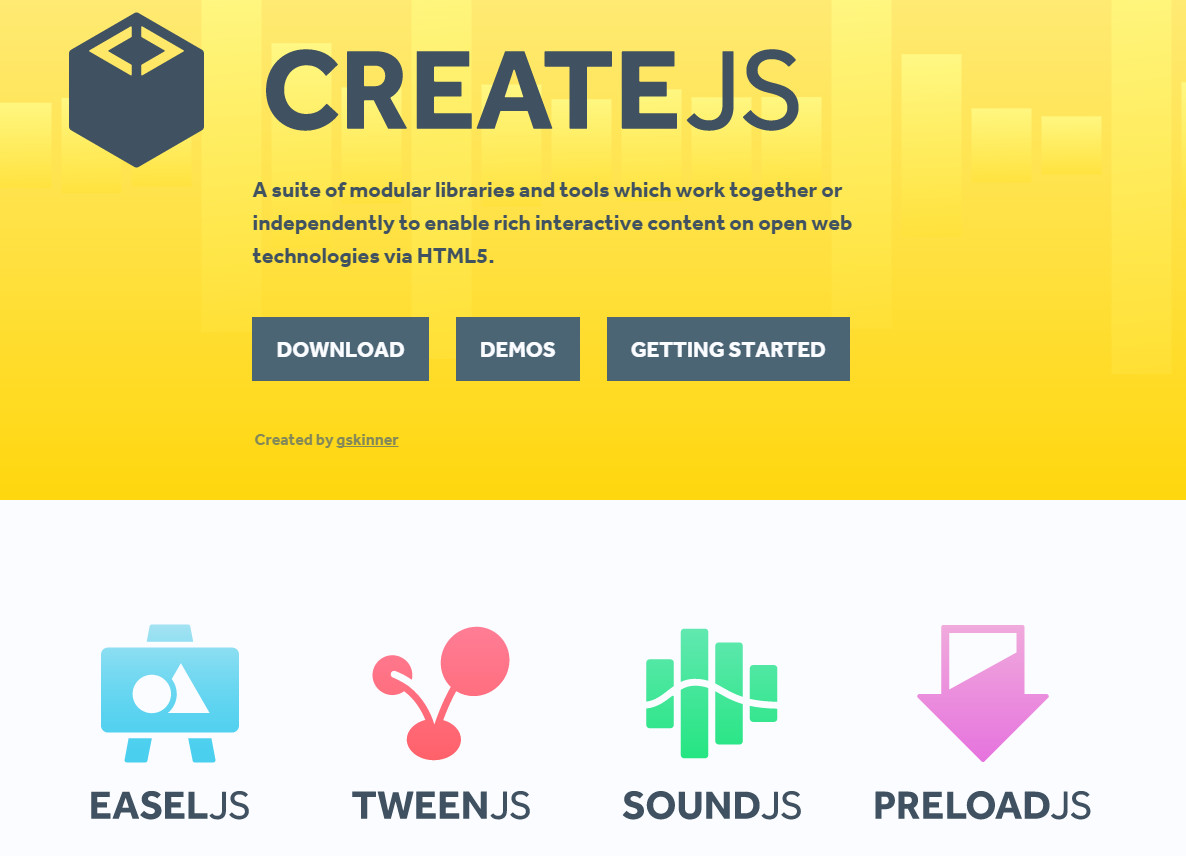 CREATEJS
A suite of modular libraries and tools which work together or
independently to enable rich interactive content on open web
technologies via HTML5.
DOWNLOAD DEMOS GETTING STARTED
Created by gskinner
EASELJS TWEENJS SOUNDJS PRELOADJS